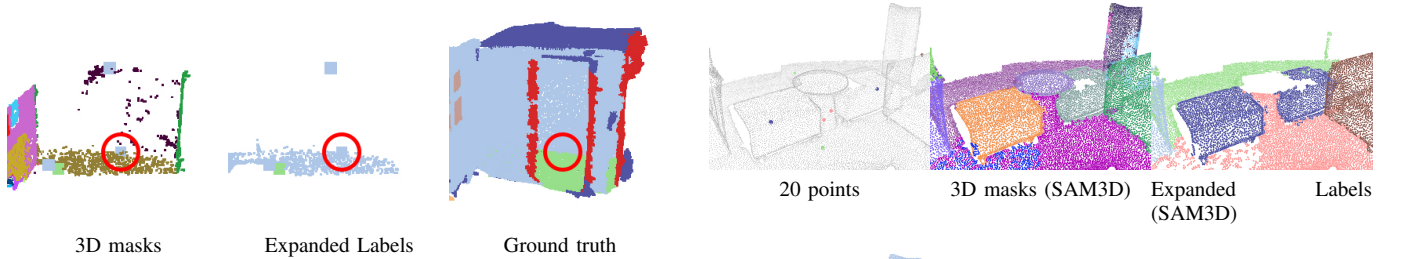 3D masks
Expanded Labels
Ground truth
20 points
3D masks (SAM3D)
Expanded Labels
(SAM3D)